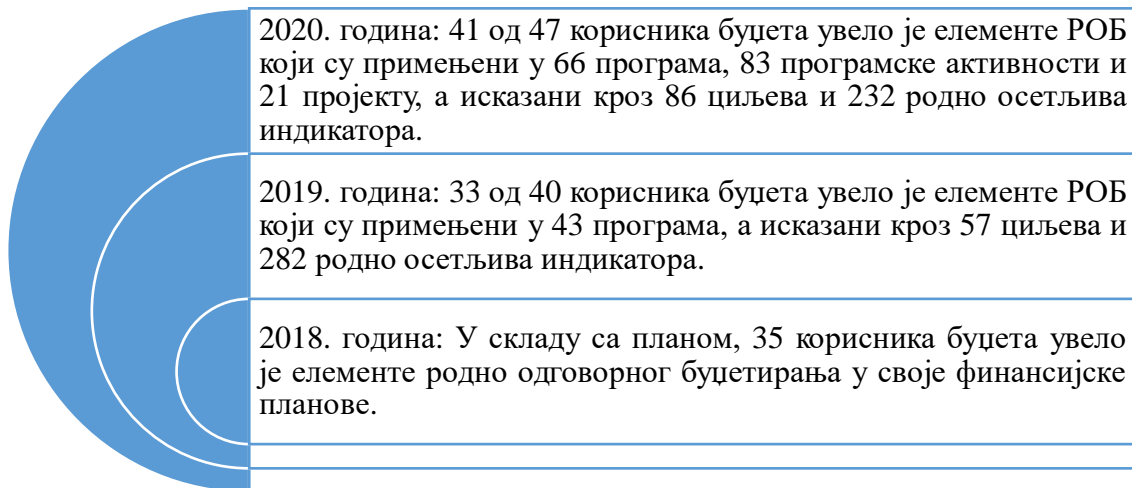 2020. година: 41 од 47 корисника буџета увело је елементе РОБ
који су примењени у 66 програма, 83 програмске активности и
21 пројекту, а исказани кроз 86 циљева и 232 родно осетљива
индикатора.
2019. година: 33 од 40 корисника буџета увело је елементе РОБ
који су примењени у 43 програма, а исказани кроз 57 циљева и
282 родно осетљива индикатора.
2018. година: У складу са планом, 35 корисника буџета увело
је елементе родно одговорног буџетирања у своје финансијске
планове.